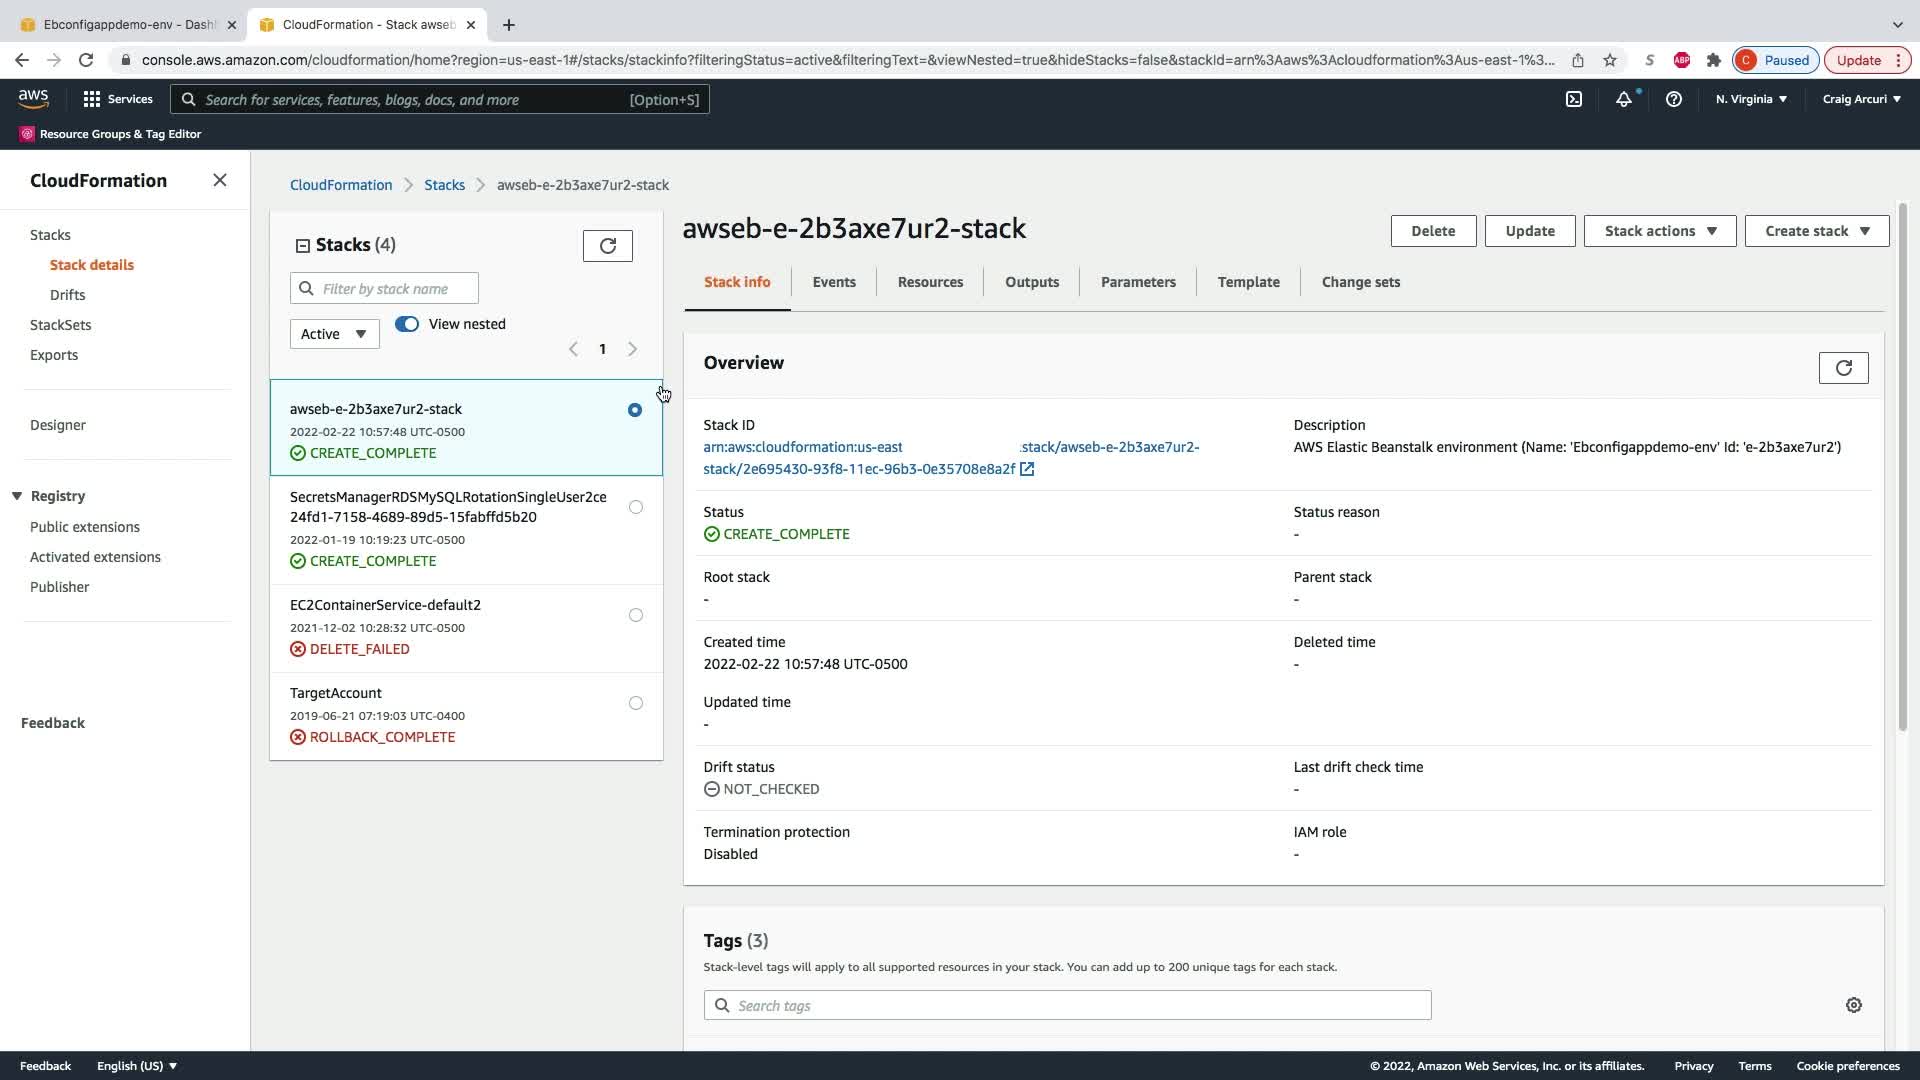 Ebconfigappdemo-env - Dash
CloudFormation - Stack awseb
console.aws.amazon.com/cloudformation/home?region=us-east-1#/stacks/stackinfo?filteringStatus=active&filteringText=&viewNested=true&hideStacks=false&stackId=arn%3Aaws%3Acloudformation%3Aus-east-1%3...
S
ABP
C Paused
Update
aws
Services
Search for services, features, blogs, docs, and more
[Option+S]
N. Virginia
Craig Arcuri
Resource Groups & Tag Editor
CloudFormation
Stacks
Stack details
Drifts
StackSets
Exports
Designer
Registry
Public extensions
Activated extensions
Publisher
Feedback
CloudFormation > Stacks > awseb-e-2b3axe7ur2-stack
Stacks (4)
Filter by stack name
Active
View nested
1
awseb-e-2b3axe7ur2-stack
2022-02-22 10:57:48 UTC-0500
CREATE_COMPLETE
SecretsManagerRDSMySQLRotationSingleUser2ce
24fd1-7158-4689-89d5-15fabffd5b20
2022-01-19 10:19:23 UTC-0500
CREATE_COMPLETE
EC2ContainerService-default2
2021-12-02 10:28:32 UTC-0500
DELETE_FAILED
TargetAccount
2019-06-21 07:19:03 UTC-0400
ROLLBACK_COMPLETE
awseb-e-2b3axe7ur2-stack
Delete
Update
Stack actions
Create stack
Stack info
Events
Resources
Outputs
Parameters
Template
Change sets
Overview
Stack ID
arn:aws:cloudformation:us-east :stack/awseb-e-2b3axe7ur2-
stack/2e695430-93f8-11ec-96b3-0e35708e8a2f
Description
AWS Elastic Beanstalk environment (Name: 'Ebconfigappdemo-env' Id: 'e-2b3axe7ur2')
Status
CREATE_COMPLETE
Status reason
-
Root stack
-
Parent stack
-
Created time
2022-02-22 10:57:48 UTC-0500
Deleted time
-
Updated time
-
Drift status
NOT_CHECKED
Last drift check time
-
Termination protection
Disabled
IAM role
-
Tags (3)
Stack-level tags will apply to all supported resources in your stack. You can add up to 200 unique tags for each stack.
Search tags
Feedback
English (US)
© 2022, Amazon Web Services, Inc. or its affiliates.
Privacy
Terms
Cookie preferences